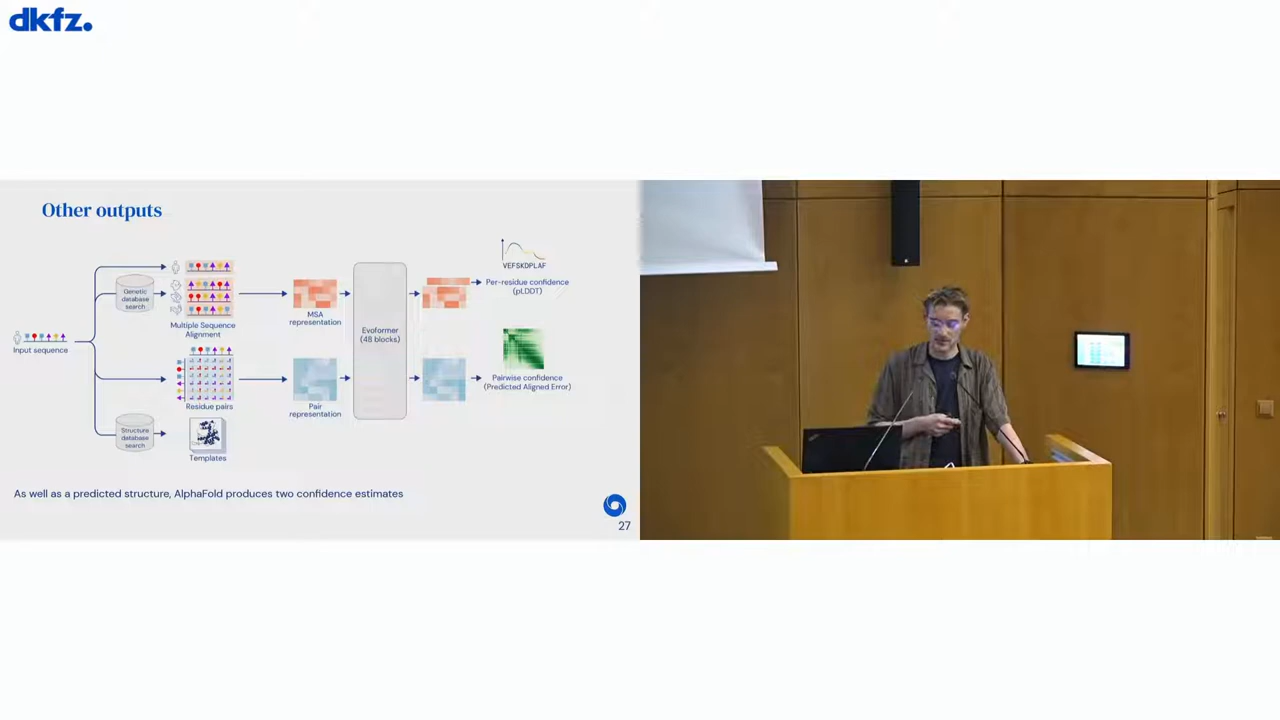 dkfz.
Other outputs
VEFSKDPLAF
Per-residue confidence
(pLDDT)
Genetic
database
search
Multiple Sequence
Alignment
MSA
representation
Input sequence
Evoformer
(48 blocks)
Residue pairs
Pair
representation
Pairwise confidence
(Predicted Aligned Error)
Structure
database
search
Templates
As well as a predicted structure, AlphaFold produces two confidence estimates
27